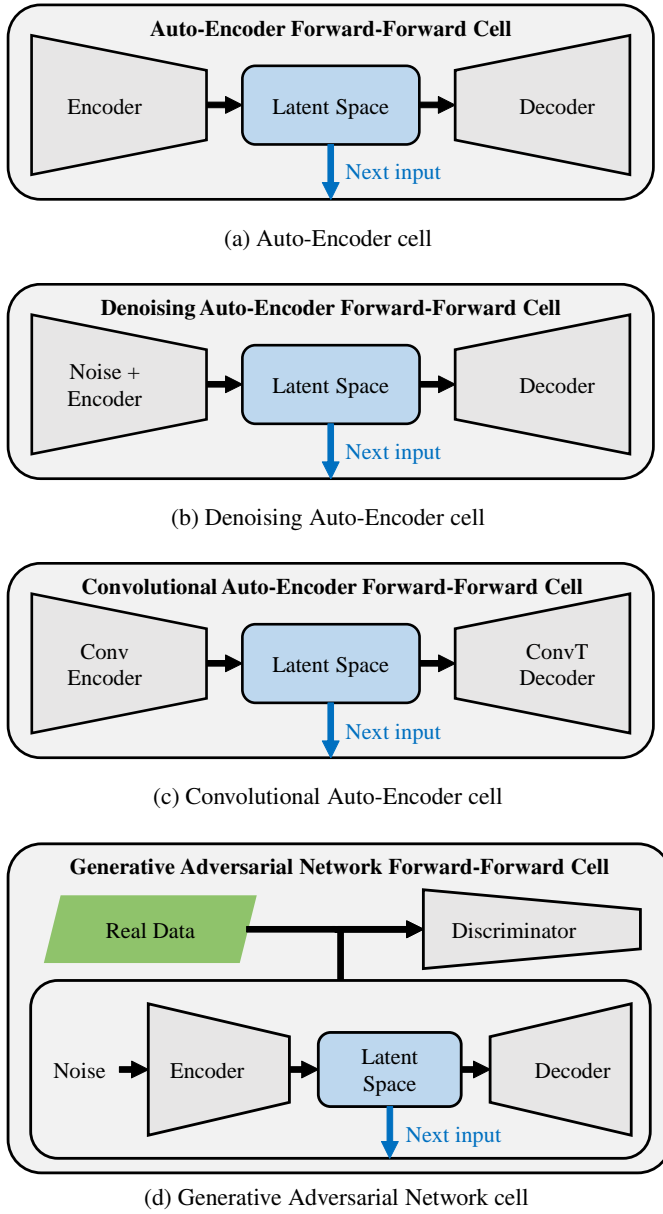 Auto-Encoder Forward-Forward Cell
Encoder
Latent Space
Decoder
Next input
(a) Auto-Encoder cell
Denoising Auto-Encoder Forward-Forward Cell
Noise +
Encoder
Latent Space
Decoder
Next input
(b) Denoising Auto-Encoder cell
Convolutional Auto-Encoder Forward-Forward Cell
Conv
Encoder
Latent Space
ConvT
Decoder
Next input
(c) Convolutional Auto-Encoder cell
Generative Adversarial Network Forward-Forward Cell
Real Data
Discriminator
Noise
Encoder
Latent
Space
Decoder
Next input
(d) Generative Adversarial Network cell